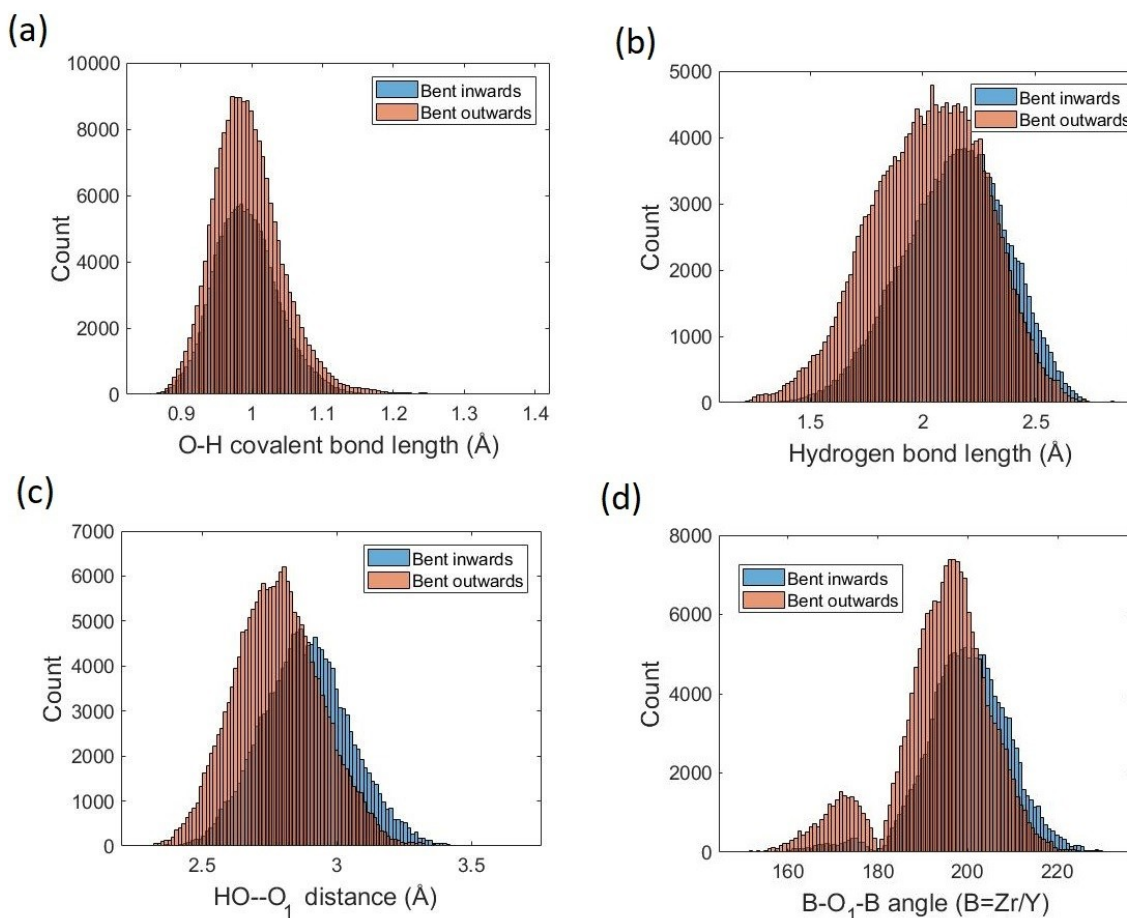 (a)
10000
8000
6000
4000
2000
0
Count
Bent inwards
Bent outwards
0.9 1 1.1 1.2 1.3 1.4
O-H covalent bond length (Å)
(b)
5000
4000
3000
2000
1000
0
Count
Bent inwards
Bent outwards
1.5 2 2.5
Hydrogen bond length (Å)
(c)
7000
6000
5000
4000
3000
2000
1000
0
Count
Bent inwards
Bent outwards
2.5 3 3.5
HO--O₁ distance (Å)
(d)
8000
6000
4000
2000
0
Count
Bent inwards
Bent outwards
160 180 200 220
B-O₁-B angle (B=Zr/Y)